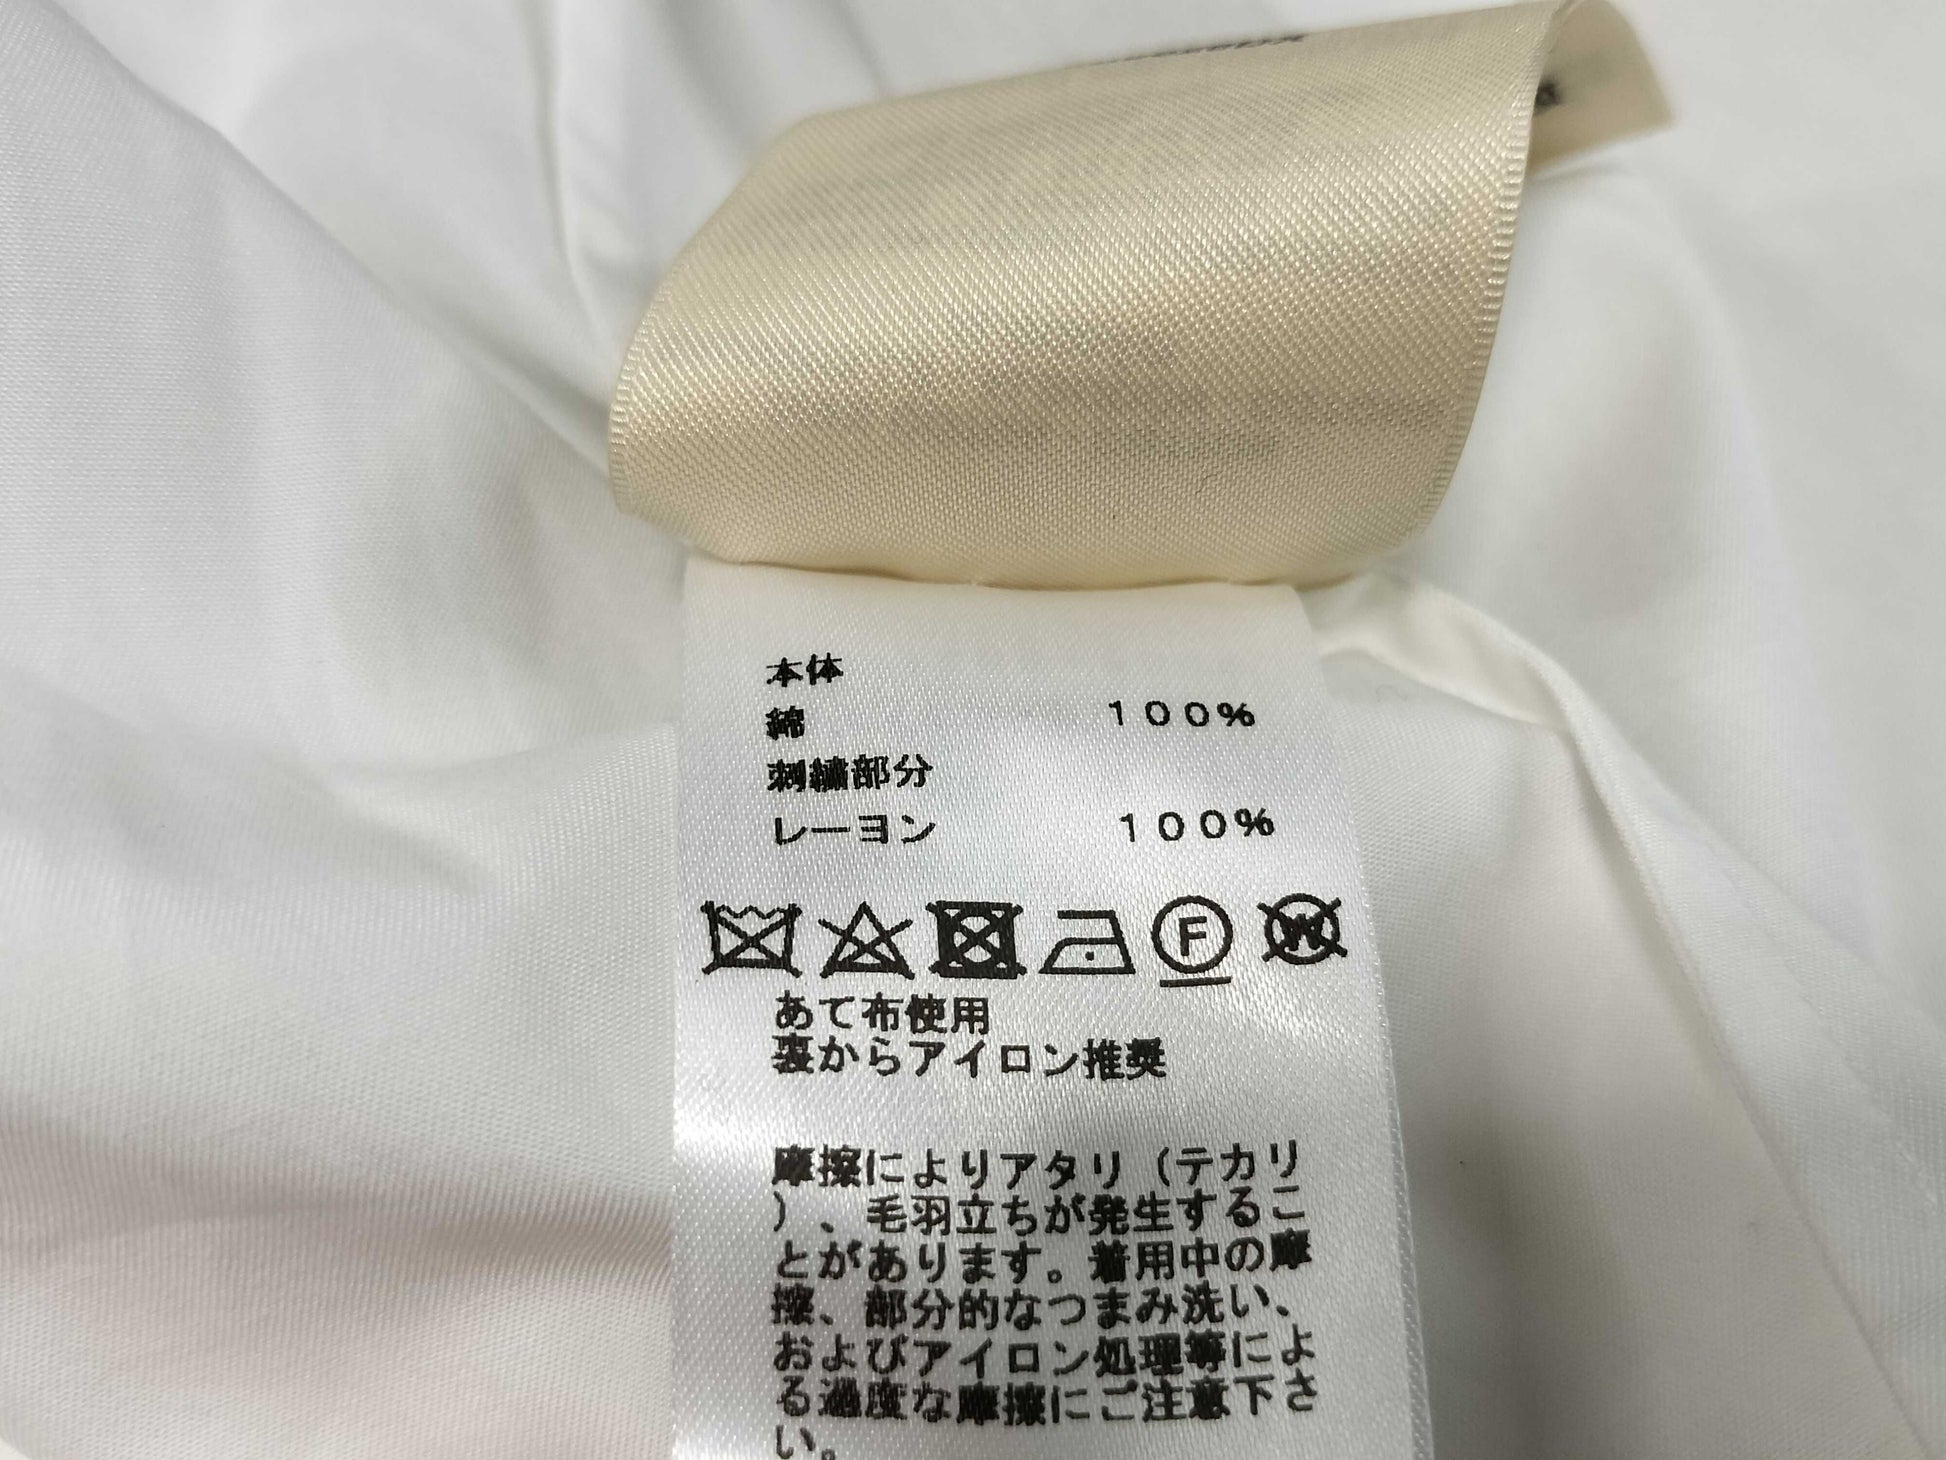 本体
綿 100%
刺繍部分
レーヨン 100%
F
W
あて布使用
裏からアイロン推奨
摩擦によりアタリ（テカリ
）、毛羽立ちが発生するこ
とがあります。着用中の摩
擦、部分的なつまみ洗い、
およびアイロン処理等によ
る過度な摩擦にご注意下さ
い。